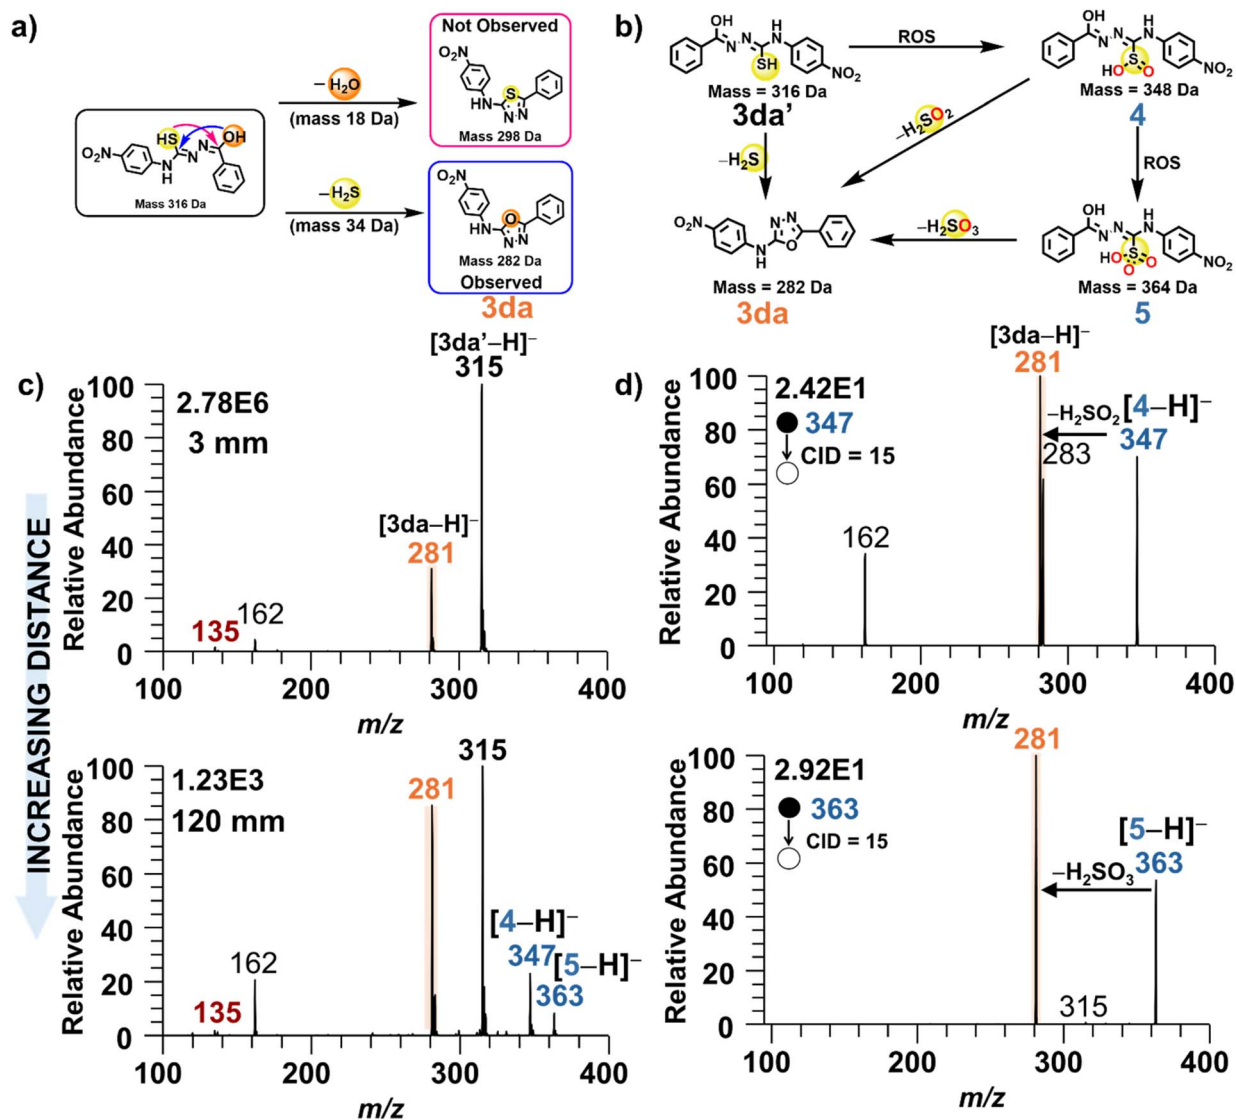 a)
Not Observed
NO₂
S
HN
N-N
Mass 298 Da
– H₂O
(mass 18 Da)
HS
OH
NO₂
N-N
N
H
Mass 316 Da
–H₂S
(mass 34 Da)
NO₂
O
HN
N-N
Mass 282 Da
Observed
3da
b)
OH
H
N
N-N
SH
NO₂
Mass = 316 Da
3da’
ROS
OH
H
N
N-N
S
HO
O
NO₂
Mass = 348 Da
4
–H₂SO₂
–H₂S
ROS
O₂N
N-N
N
H
O
Mass = 282 Da
3da
–H₂SO₃
OH
H
N
N-N
S
HO
O
O
NO₂
Mass = 364 Da
5
INCREASING DISTANCE
c)
[3da’–H]⁻
315
2.78E6
3 mm
[3da–H]⁻
281
162
135
Relative Abundance
100
80
60
40
20
0
100
200
300
400
m/z
315
1.23E3
120 mm
281
[4–H]⁻
347
[5–H]⁻
363
162
135
Relative Abundance
100
80
60
40
20
0
100
200
300
400
m/z
d)
[3da–H]⁻
281
2.42E1
347
CID = 15
–H₂SO₂
[4–H]⁻
347
283
162
Relative Abundance
100
80
60
40
20
0
100
200
300
400
m/z
281
2.92E1
363
CID = 15
[5–H]⁻
363
–H₂SO₃
315
Relative Abundance
100
80
60
40
20
0
100
200
300
400
m/z